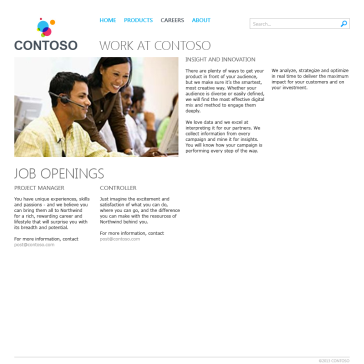 HOME PRODUCTS CAREERS ABOUT
Search...
CONTOSO
WORK AT CONTOSO
INSIGHT AND INNOVATION
There are plenty of ways to get your
product in front of your audience,
but we make sure it's the smartest,
most creative way. Whether your
audience is diverse or easily defined,
we will find the most effective digital
mix and method to engage them
deeply.
We love data and we excel at
interpreting it for our partners. We
collect information from every
campaign and mine it for insights.
You will know how your campaign is
performing every step of the way.
We analyze, strategize and optimize
in real time to deliver the maximum
impact for your customers and on
your investment.
JOB OPENINGS
PROJECT MANAGER
You have unique experiences, skills
and passions - and we believe you
can bring them all to Northwind
for a rich, rewarding career and
lifestyle that will surprise you with
its breadth and potential.
For more information, contact
post@contoso.com
CONTROLLER
Just imagine the excitement and
satisfaction of what you can do,
where you can go, and the difference
you can make with the resources of
Northwind behind you.
For more information, contact
post@contoso.com